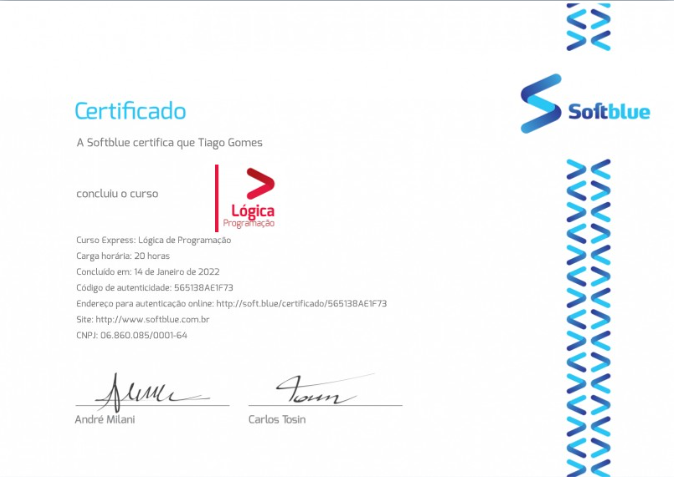 Certificado
Softblue
A Softblue certifica que Tiago Gomes
concluiu o curso
Lógica
Programação
Curso Express: Lógica de Programação
Carga horária: 20 horas
Concluído em: 14 de Janeiro de 2022
Código de autenticidade: 565138AE1F73
Endereço para autenticação online: http://soft.blue/certificado/565138AE1F73
Site: http://www.softblue.com.br
CNPJ: 06.860.085/0001-64
André Milani
Carlos Tosin